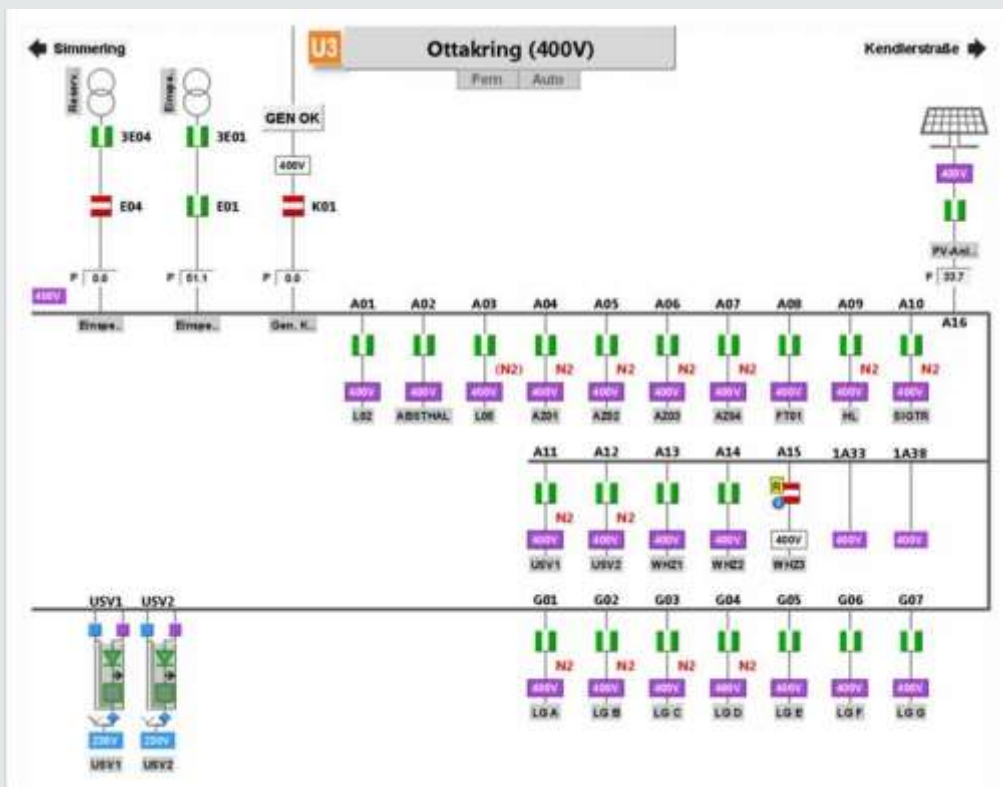 U3
Ottakring (400V)
Simmering
Kendlerstraße
Fern Auto
Reserv..
Einspe..
GEN OK
3E04 3E01
400V
400V
E04 E01 K01
PV-Anl..
P 0.0 P 51.1 P 0.0 P 33.7
400V
Einspe.. Einspe.. Gen. K..
A01 A02 A03 A04 A05 A06 A07 A08 A09 A10
A16
(N2) N2 N2 N2 N2 N2 N2
400V 400V 400V 400V 400V 400V 400V 400V 400V 400V
AZ01 AZ02 AZ03 AZ04 FT01 HL SIGTR
A11 A12 A13 A14 A15 1A33 1A38
R
N2 N2
400V 400V 400V 400V 400V 400V 400V
USV1 USV2 WHZ1 WHZ2 WHZ3
USV1 USV2
G01 G02 G03 G04 G05 G06 G07
N2 N2 N2 N2
400V 400V 400V 400V 400V 400V 400V
LG A LG B LG C LG D LG E LG F LG G
230V 230V
USV1 USV2